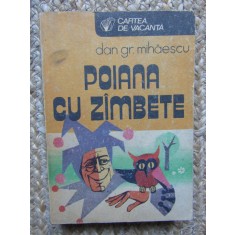 CARTEA
DE VACANȚĂ
dan gr. mihăescu
POIANA
CU ZÎMBETE